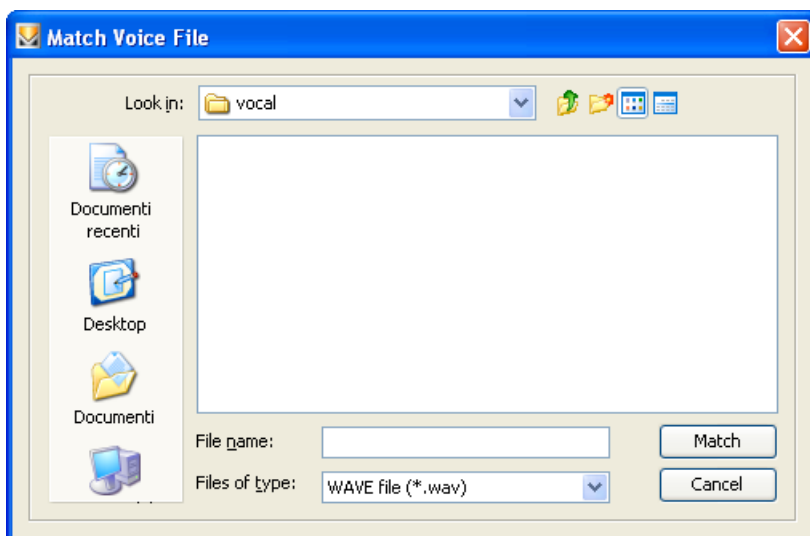 Match Voice File
Look in: vocal
Documenti
recenti
Desktop
Documenti
File name:
Match
Files of type: WAVE file (*.wav)
Cancel